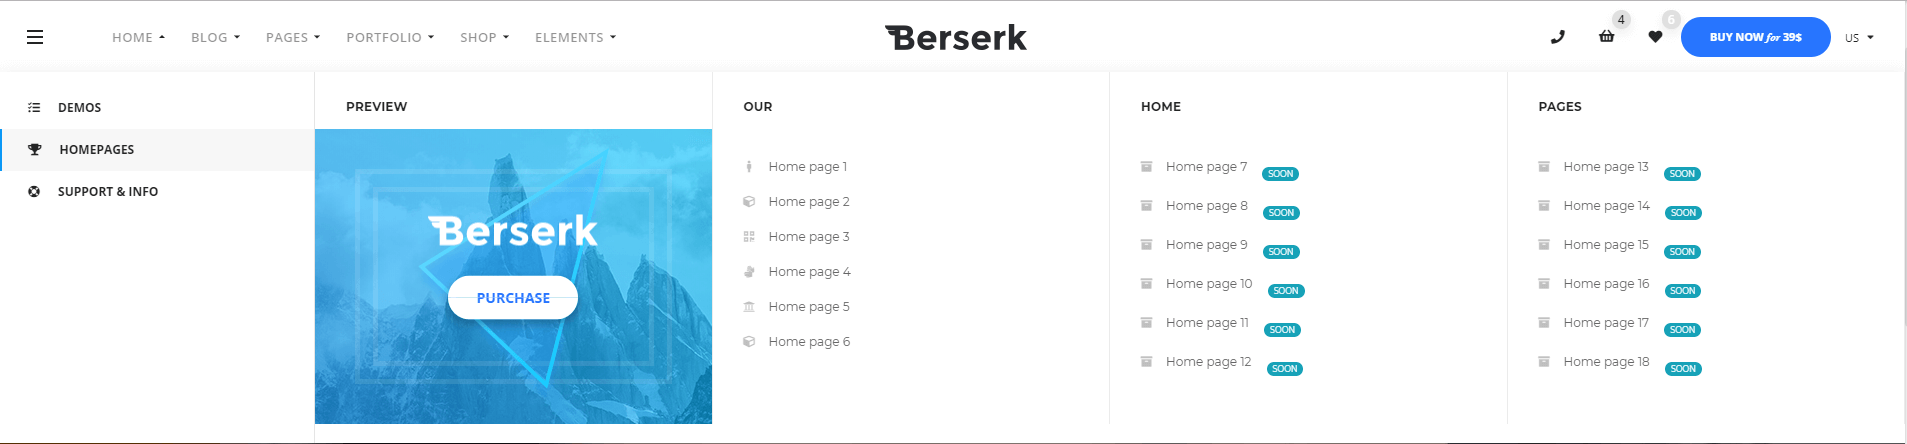 HOME BLOG PAGES PORTFOLIO SHOP ELEMENTS Berserk 4 6 BUY NOW for 39$ US
DEMOS
HOMEPAGES
SUPPORT & INFO
PREVIEW
Berserk
PURCHASE
OUR
Home page 1
Home page 2
Home page 3
Home page 4
Home page 5
Home page 6
HOME
Home page 7 SOON
Home page 8 SOON
Home page 9 SOON
Home page 10 SOON
Home page 11 SOON
Home page 12 SOON
PAGES
Home page 13 SOON
Home page 14 SOON
Home page 15 SOON
Home page 16 SOON
Home page 17 SOON
Home page 18 SOON